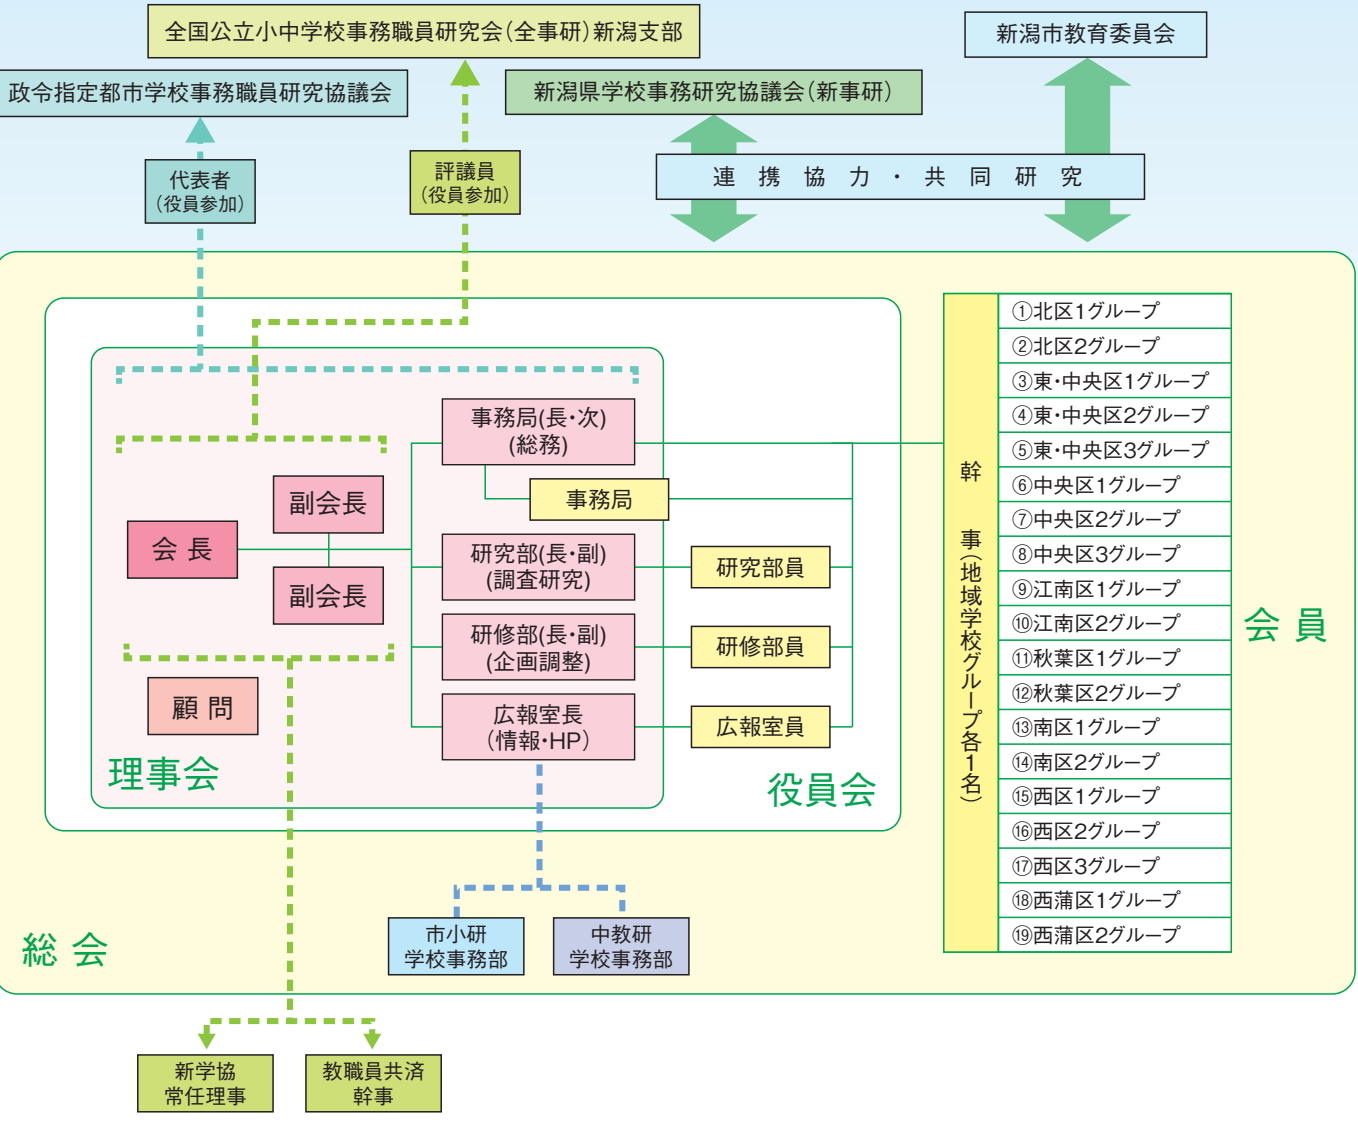 全国公立小中学校事務職員研究会(全事研)新潟支部
新潟市教育委員会
政令指定都市学校事務職員研究協議会
新潟県学校事務研究協議会(新事研)
代表者
(役員参加)
評議員
(役員参加)
連携協力・共同研究
①北区1グループ
②北区2グループ
③東・中央区1グループ
④東・中央区2グループ
⑤東・中央区3グループ
⑥中央区1グループ
⑦中央区2グループ
⑧中央区3グループ
⑨江南区1グループ
⑩江南区2グループ
⑪秋葉区1グループ
⑫秋葉区2グループ
⑬南区1グループ
⑭南区2グループ
⑮西区1グループ
⑯西区2グループ
⑰西区3グループ
⑱西蒲区1グループ
⑲西蒲区2グループ
幹事(地域学校グループ各1名)
会員
事務局(長・次)
(総務)
事務局
副会長
会長
副会長
研究部(長・副)
(調査研究)
研究部員
研修部(長・副)
(企画調整)
研修部員
広報室長
(情報・HP)
広報室員
顧問
理事会
役員会
総会
市小研
学校事務部
中教研
学校事務部
新学協
常任理事
教職員共済
幹事